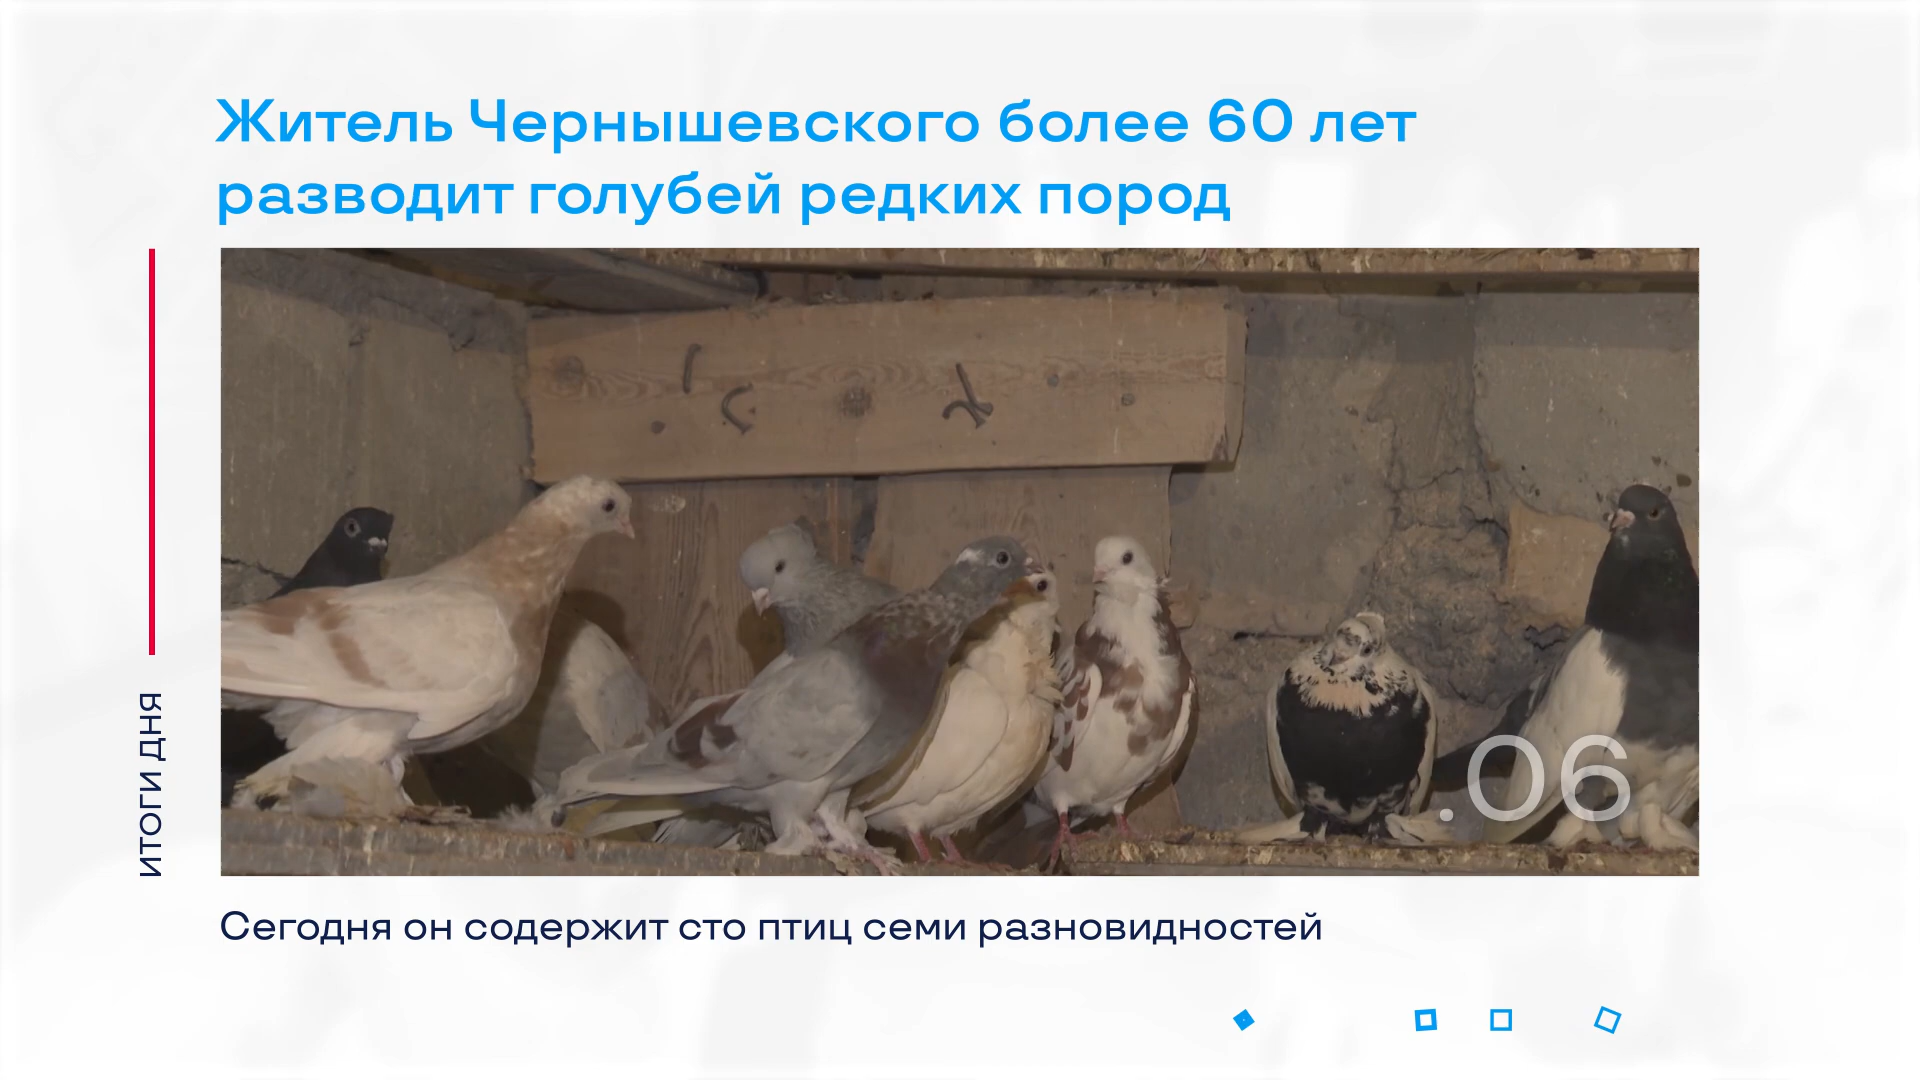 Житель Чернышевского более 60 лет
разводит голубей редких пород
ИТОГИ ДНЯ
.06
Сегодня он содержит сто птиц семи разновидностей